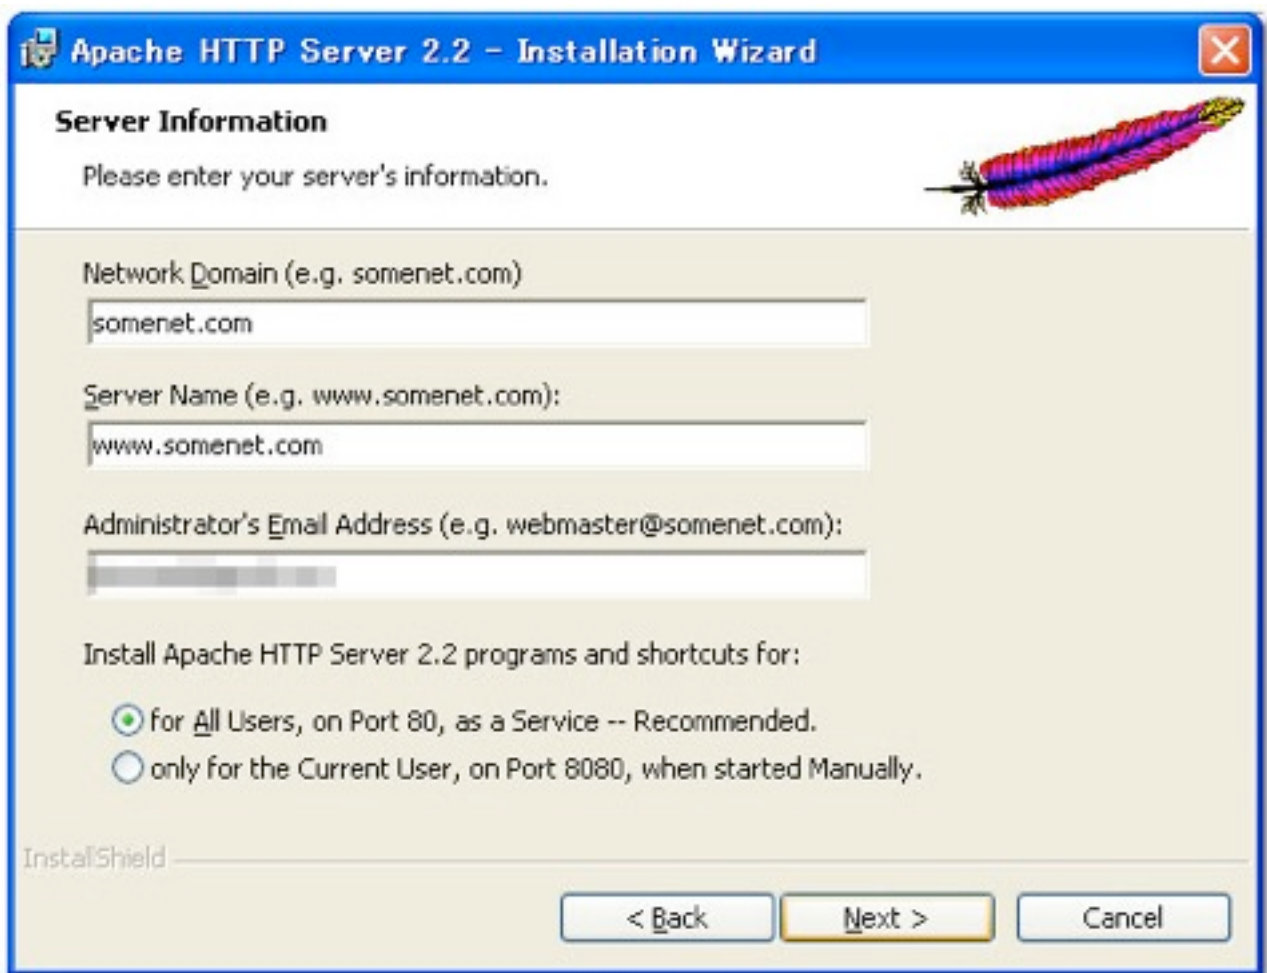 Apache HTTP Server 2.2 - Installation Wizard
Server Information
Please enter your server's information.
Network Domain (e.g. somenet.com)
somenet.com
Server Name (e.g. www.somenet.com):
www.somenet.com
Administrator's Email Address (e.g. webmaster@somenet.com):
Install Apache HTTP Server 2.2 programs and shortcuts for:
for All Users, on Port 80, as a Service -- Recommended.
only for the Current User, on Port 8080, when started Manually.
InstallShield
< Back Next > Cancel